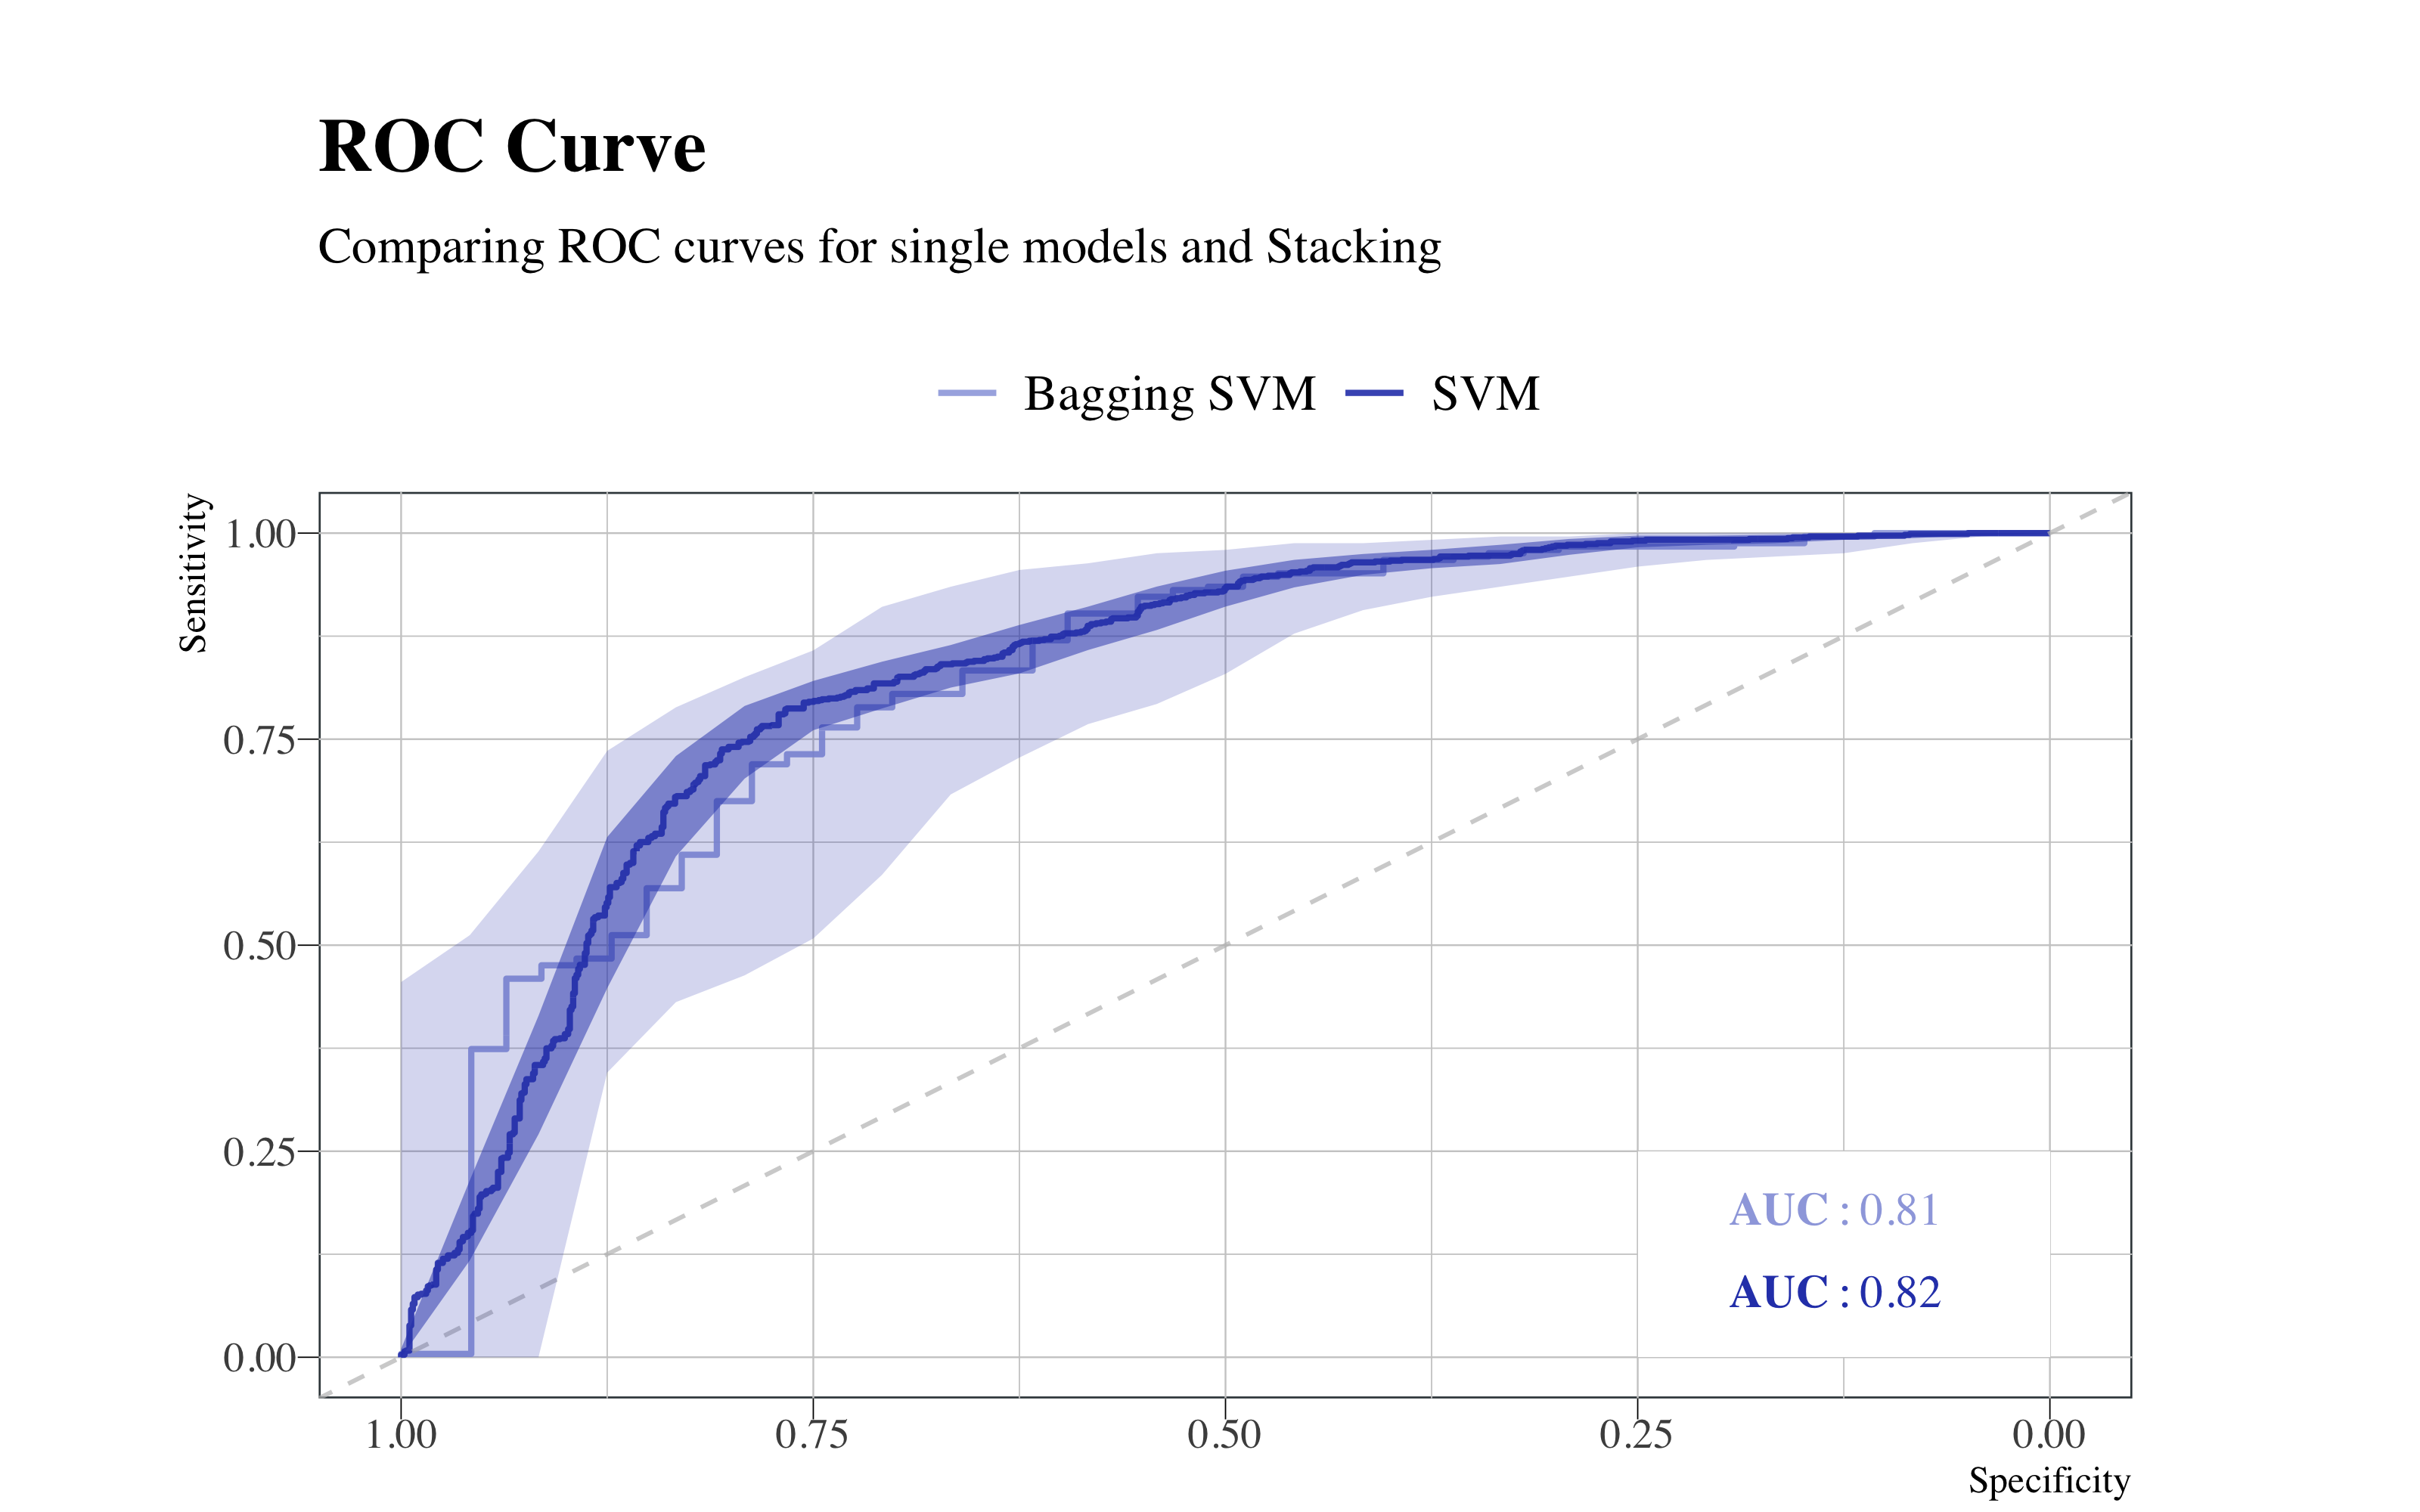 ROC Curve
Comparing ROC curves for single models and Stacking
Bagging SVM SVM
Sensitivity
1.00
0.75
0.50
0.25
0.00
AUC : 0.81
AUC : 0.82
1.00 0.75 0.50 0.25 0.00
Specificity